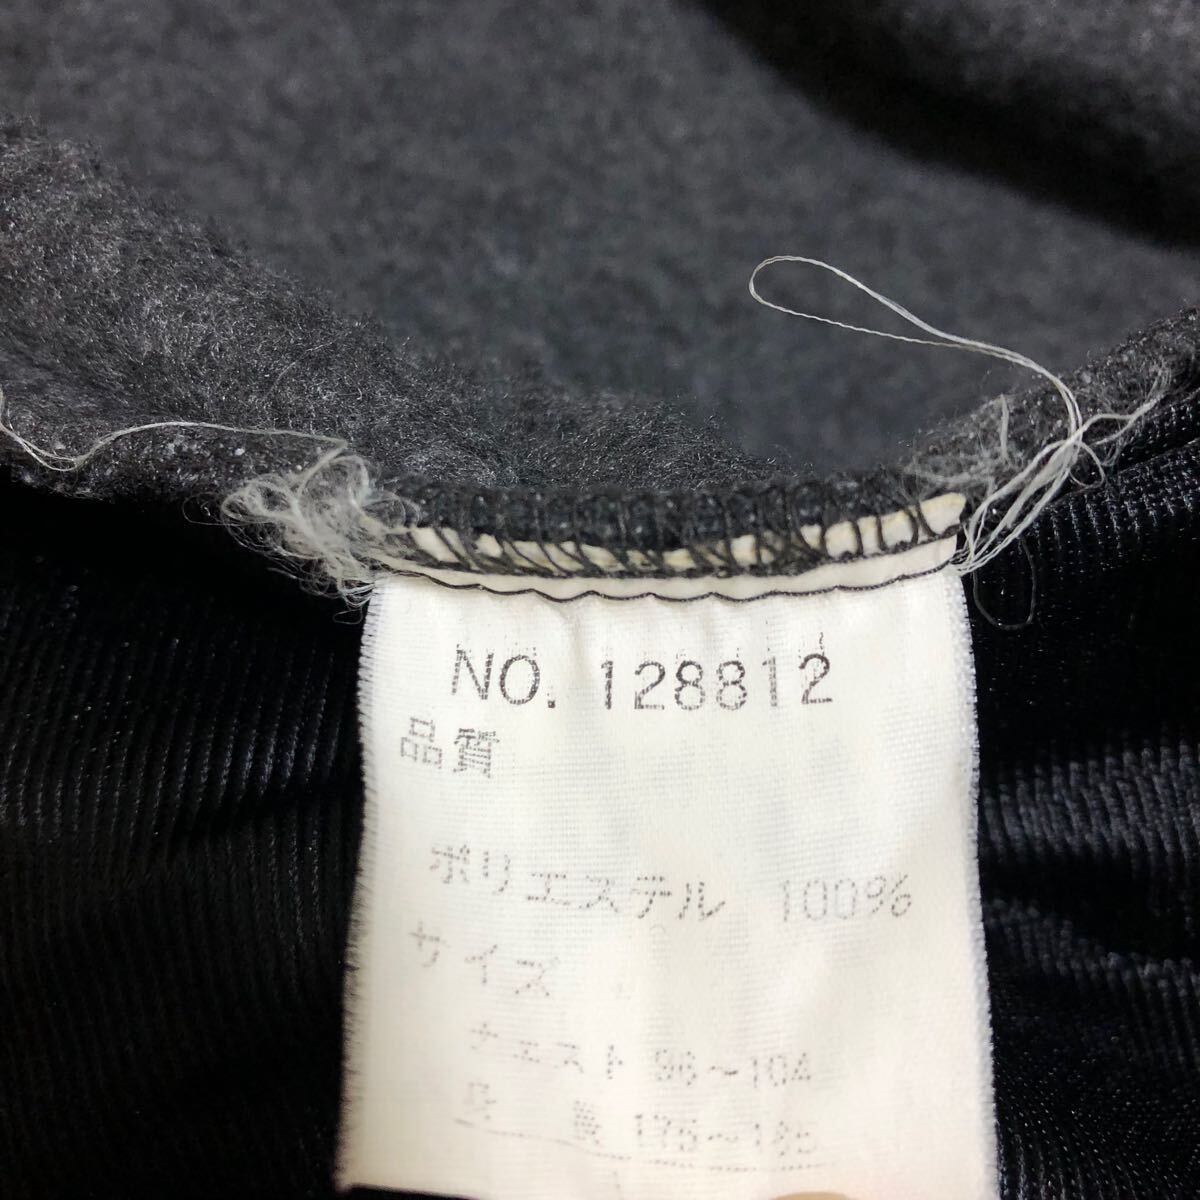 NO. 128812
品質
ポリエステル 100%
サイズ
チェスト 96～104
身 長 175～185